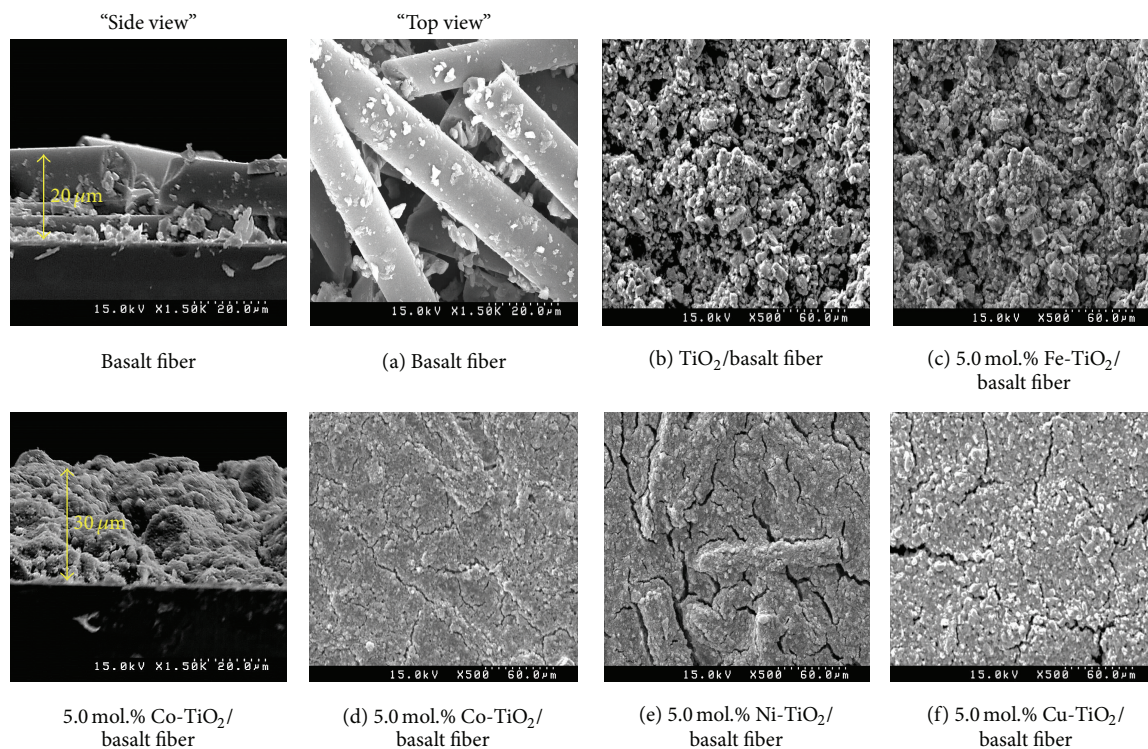 “Side view”
“Top view”
20 μm
15.0kV X1.50K 20.0μm
15.0kV X1.50K 20.0μm
15.0kV X500 60.0μm
15.0kV X500 60.0μm
Basalt fiber
(a) Basalt fiber
(b) TiO₂/basalt fiber
(c) 5.0 mol.% Fe-TiO₂/
basalt fiber
30 μm
15.0kV X1.50K 20.0μm
15.0kV X500 60.0μm
15.0kV X500 60.0μm
15.0kV X500 60.0μm
5.0 mol.% Co-TiO₂/
basalt fiber
(d) 5.0 mol.% Co-TiO₂/
basalt fiber
(e) 5.0 mol.% Ni-TiO₂/
basalt fiber
(f) 5.0 mol.% Cu-TiO₂/
basalt fiber